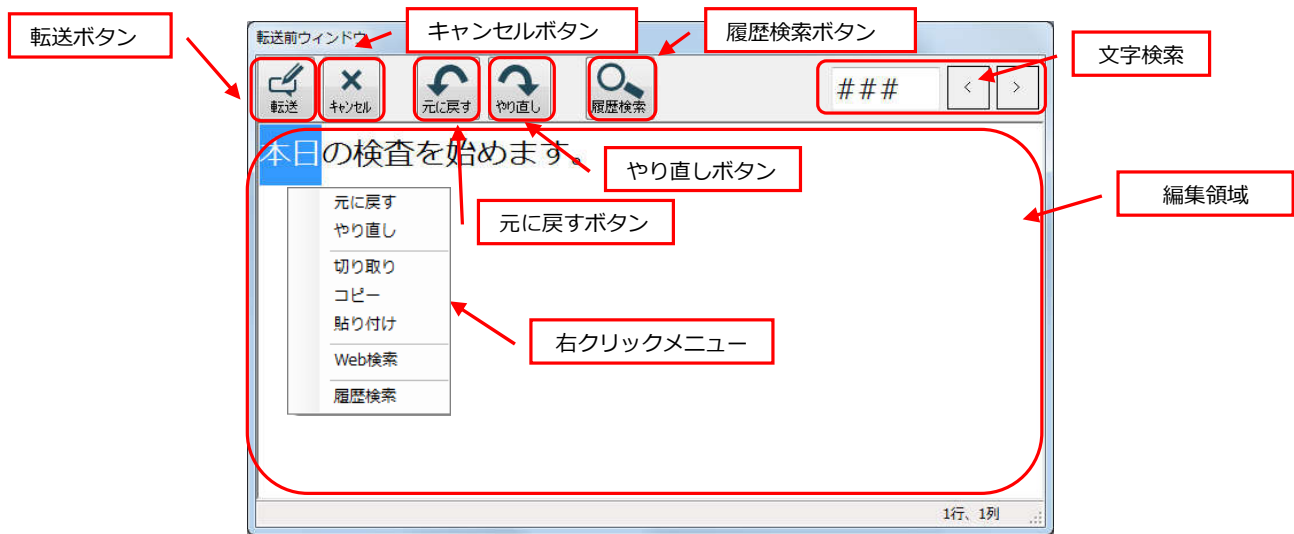 転送ボタン
キャンセルボタン
履歴検索ボタン
文字検索
転送前ウィンドウ
転送
キャンセル
元に戻す
やり直し
履歴検索
###
<
>
本日の検査を始めます。
やり直しボタン
編集領域
元に戻すボタン
元に戻す
やり直し
切り取り
コピー
貼り付け
Web検索
履歴検索
右クリックメニュー
1行、1列